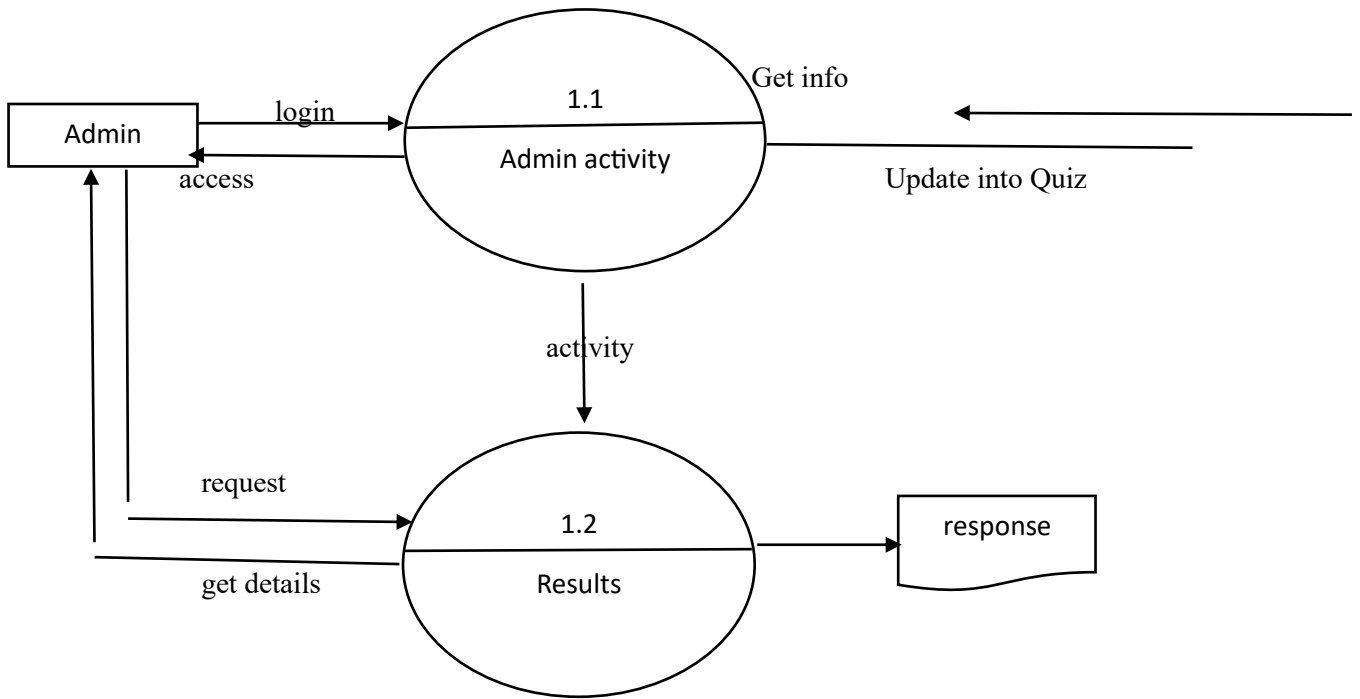 Get info
1.1
login
Admin
Admin activity
access
Update into Quiz
activity
request
1.2
response
get details
Results